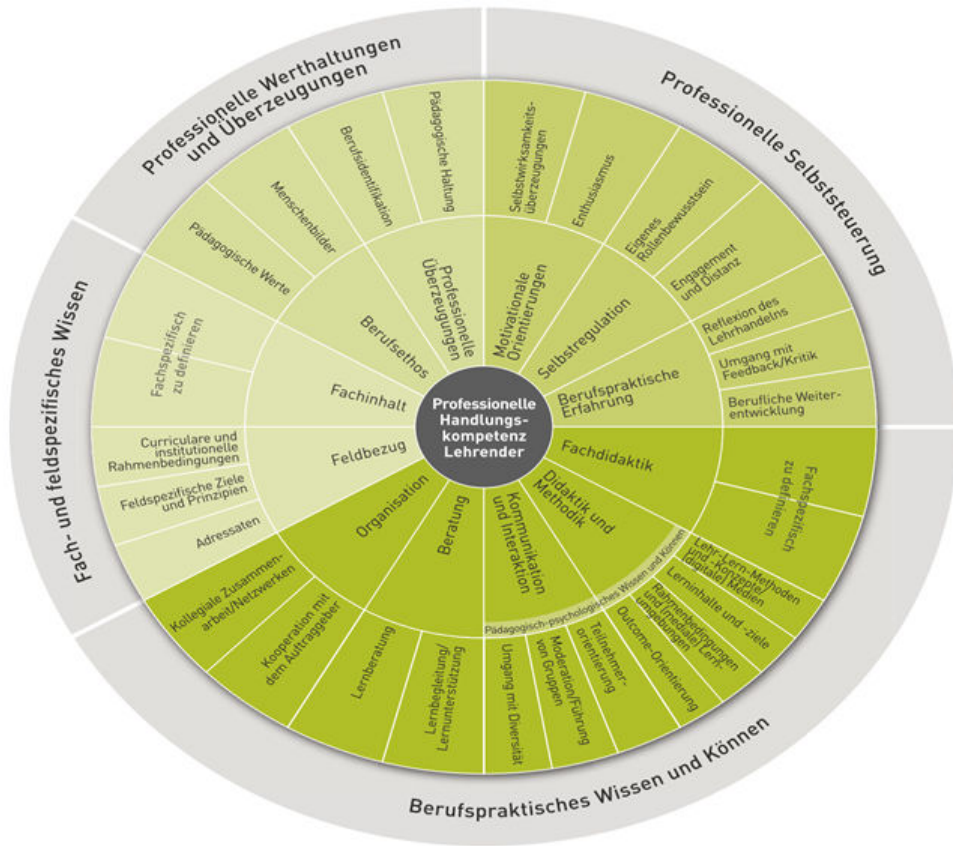 Professionelle Werthaltungen
und Überzeugungen
Professionelle Selbststeuerung
Fach- und feldspezifisches Wissen
Berufspraktisches Wissen und Können
Professionelle
Handlungs-
kompetenz
Lehrender
Pädagogische Werte
Menschenbilder
Berufsidentifikation
Pädagogische Haltung
Berufsethos
Professionelle
Überzeugungen
Selbstwirksamkeits-
überzeugungen
Enthusiasmus
Eigenes
Rollenbewusstsein
Engagement
und Distanz
Reflexion des
Lehrhandelns
Umgang mit
Feedback/Kritik
Berufliche Weiter-
entwicklung
Motivationale
Orientierungen
Selbstregulation
Berufspraktische
Erfahrung
Fachdidaktik
Didaktik und
Methodik
Kommunikation
und Interaktion
Beratung
Organisation
Pädagogisch-psychologisches Wissen und Können
Fachspezifisch
zu definieren
Lehr-Lern-Methoden
und -Konzepte/
(digitale) Medien
Lerninhalte und -ziele
Rahmenbedingungen
und (mediale) Lern-
umgebungen
Outcome-Orientierung
Teilnehmer-
orientierung
Moderation/Führung
von Gruppen
Umgang mit Diversität
Lernbegleitung/
Lernunterstützung
Lernberatung
Kooperation mit
dem Auftraggeber
Kollegiale Zusammen-
arbeit/Netzwerken
Feldbezug
Fachinhalt
Adressaten
Feldspezifische Ziele
und Prinzipien
Curriculare und
institutionelle
Rahmenbedingungen
Fachspezifisch
zu definieren